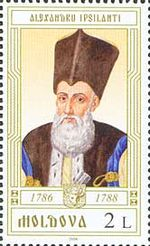 ALEXANDRU IPSILANTI
1786 1788
MOLDOVA 2 L